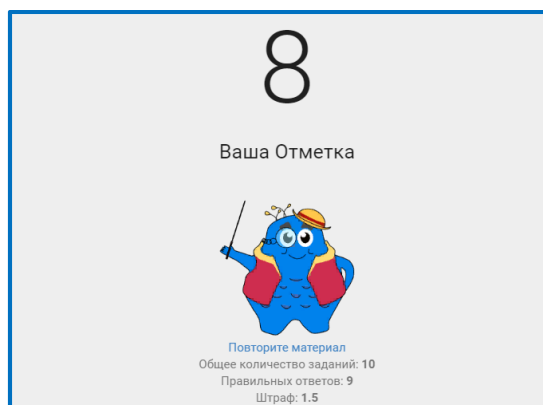 8
Ваша Отметка
Повторите материал
Общее количество заданий: 10
Правильных ответов: 9
Штраф: 1.5